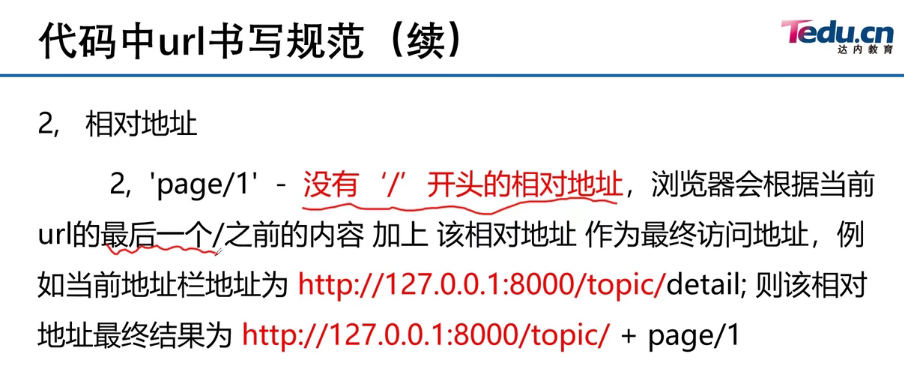 代码中url书写规范（续）
Tedu.cn
达内教育
2， 相对地址
2，'page/1' - 没有‘/’开头的相对地址，浏览器会根据当前
url的最后一个/之前的内容 加上 该相对地址 作为最终访问地址，例
如当前地址栏地址为 http://127.0.0.1:8000/topic/detail; 则该相对
地址最终结果为 http://127.0.0.1:8000/topic/ + page/1